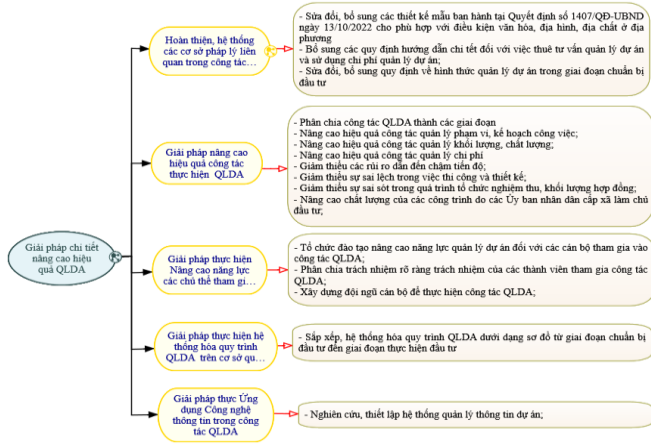 Hoàn thiện, hệ thống
các cơ sở pháp lý liên
quan trong công tác...
- Sửa đổi, bổ sung các thiết kế mẫu ban hành tại Quyết định số 1407/QĐ-UBND
ngày 13/10/2022 cho phù hợp với điều kiện văn hóa, địa hình, địa chất ở địa
phương
- Bổ sung các quy định hướng dẫn chi tết đối với việc thuê tư vấn quản lý dự án
và sử dụng chi phí quản lý dự án;
- Sửa đổi, bổ sung quy định về hình thức quản lý dự án trong giai đoạn chuẩn bị
đầu tư
Giải pháp nâng cao
hiệu quả công tác
thực hiện QLDA
- Phân chia công tác QLDA thành các giai đoạn
- Nâng cao hiệu quả công tác quản lý phạm vi, kế hoạch công việc;
- Nâng cao hiệu quả công tác quản lý khối lượng, chất lượng;
- Nâng cao hiệu quả công tác quản lý chi phí
- Giảm thiểu các rủi ro dẫn đến chậm tiến độ;
- Giảm thiểu sự sai lệch trong việc thi công và thiết kế;
- Giảm thiểu sự sai sót trong quá trình tổ chức nghiệm thu, khối lượng hợp đồng;
- Nâng cao chất lượng của các công trình do các Ủy ban nhân dân cấp xã làm chủ
đầu tư;
Giải pháp chi tiết
nâng cao hiệu
quả QLDA
Giải pháp thực hiện
Nâng cao năng lực
các chủ thể tham gi...
- Tổ chức đào tạo nâng cao năng lực quản lý dự án đối với các cán bộ tham gia vào
công tác QLDA;
- Phân chia trách nhiệm rõ ràng trách nhiệm của các thành viên tham gia công tác
QLDA;
- Xây dựng đội ngũ cán bộ để thực hiện công tác QLDA;
Giải pháp thực hiện hệ
thống hóa quy trình
QLDA trên cơ sở qu...
- Sắp xếp, hệ thống hóa quy trình QLDA dưới dạng sơ đồ từ giai đoạn chuẩn bị
đầu tư đến giai đoạn thực hiện đầu tư
Giải pháp thực Ứng
dụng Công nghệ
thông tin trong công
tác QLDA
- Nghiên cứu, thiết lập hệ thống quản lý thông tin dự án;